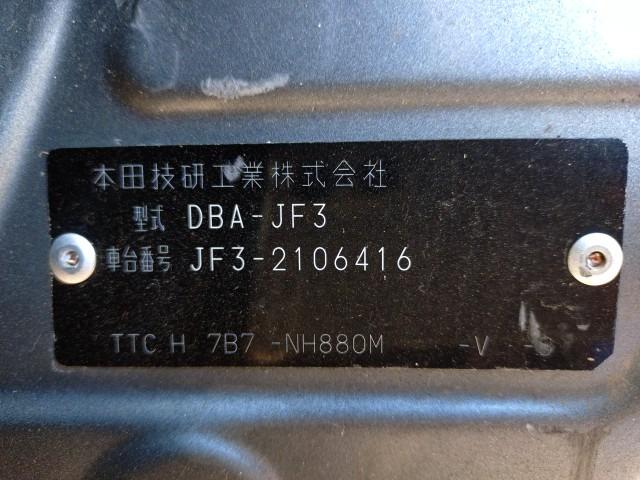 本田技研工業株式会社
型式 DBA-JF3
車台番号 JF3-2106416
TTC H 7B7 -NH880M -V